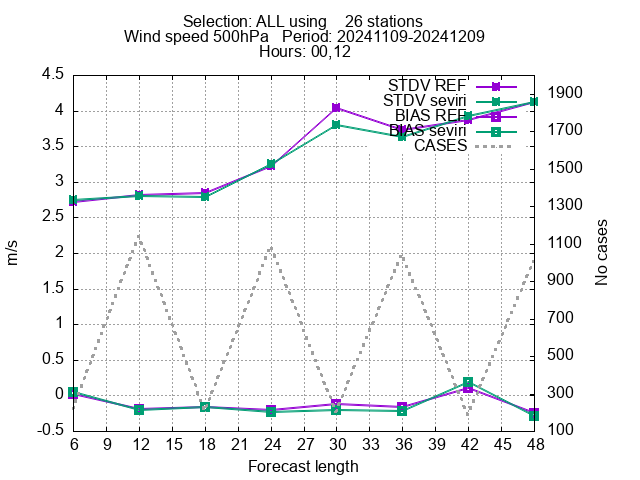 Selection: ALL using    26 stations
Wind speed 500hPa   Period: 20241109-20241209
Hours: 00,12
STDV REF
STDV seviri
BIAS REF
BIAS seviri
CASES
4.5
4
3.5
3
2.5
2
1.5
1
0.5
0
-0.5
m/s
1900
1700
1500
1300
1100
900
700
500
300
100
No cases
6 9 12 15 18 21 24 27 30 33 36 39 42 45 48
Forecast length